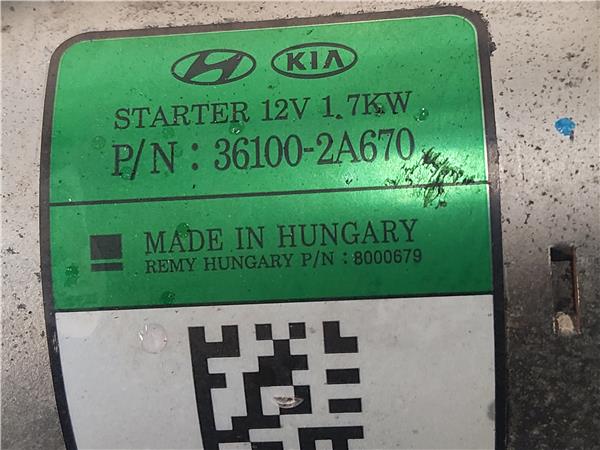 KIA
STARTER 12V 1.7KW
P/N : 36100-2A670
MADE IN HUNGARY
REMY HUNGARY P/N : 8000679